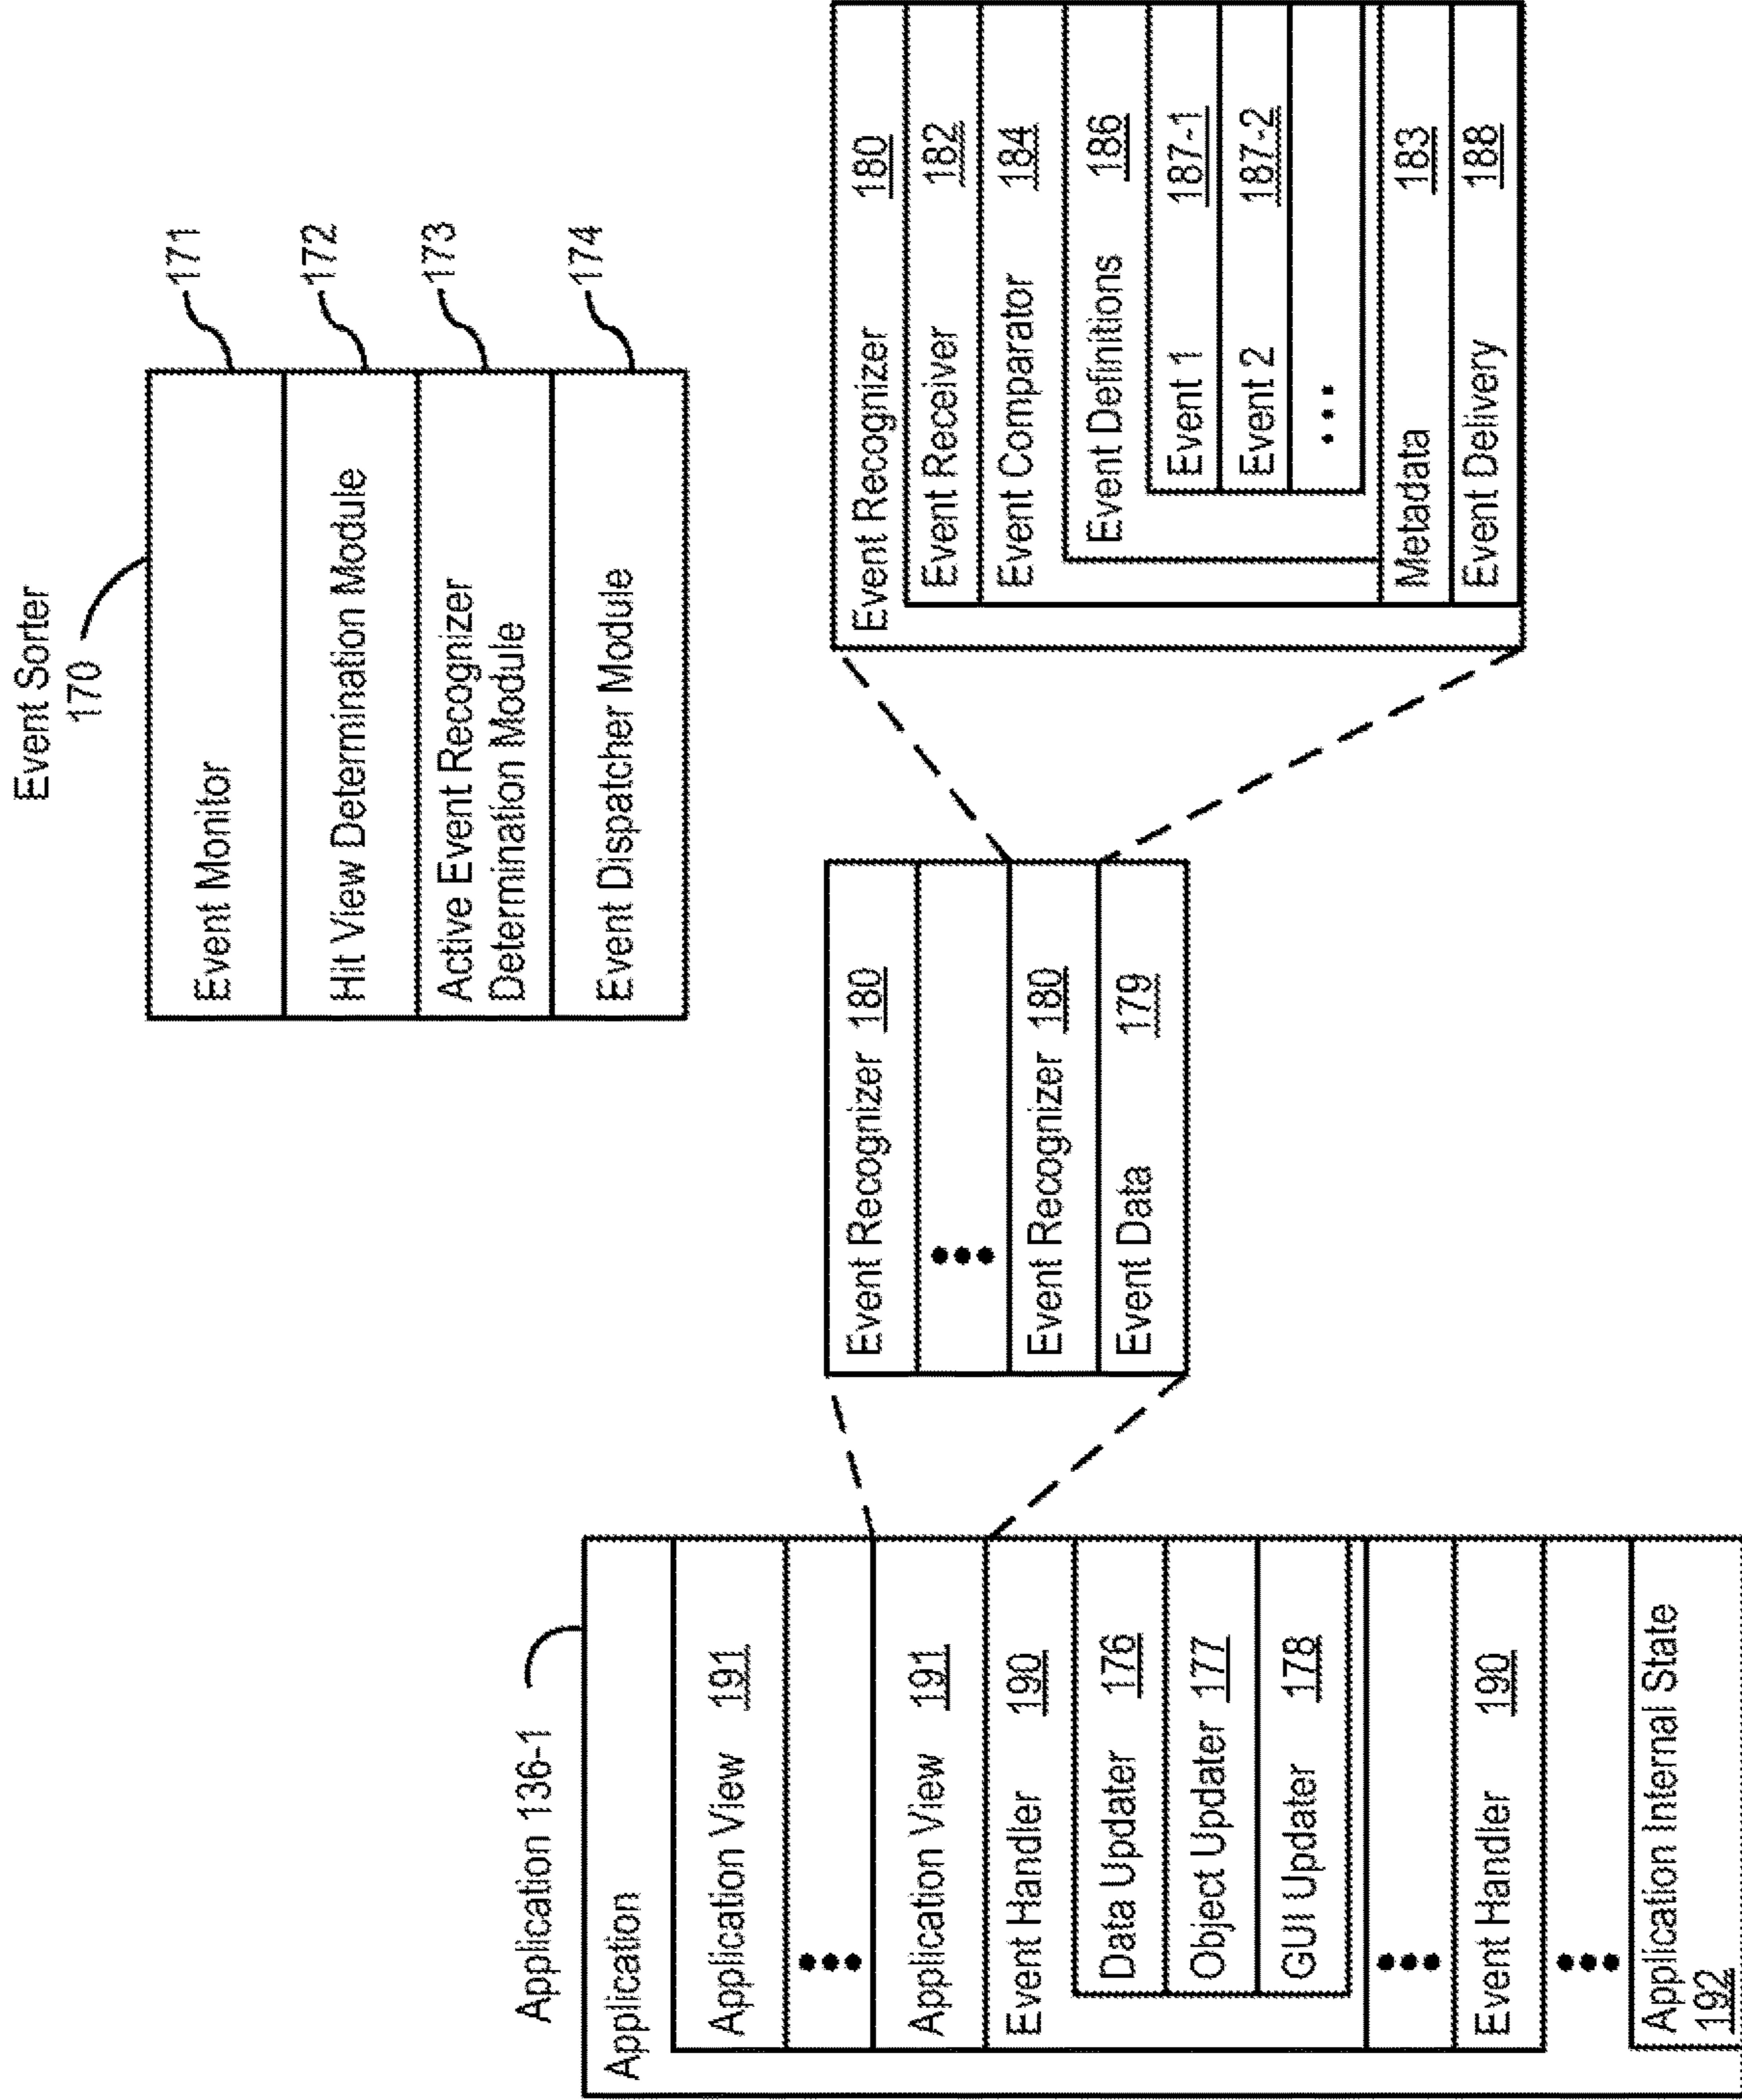 Event Sorter
170
Event Monitor
171
Hit View Determination Module
172
Active Event Recognizer
Determination Module
173
Event Dispatcher Module
174
Application 136-1
Application
Application View 191
•••
Application View 191
Event Handler 190
Data Updater 176
Object Updater 177
GUI Updater 178
•••
Event Handler 190
•••
Application Internal State
192
Event Recognizer 180
•••
Event Recognizer 180
Event Data 179
Event Recognizer 180
Event Receiver 182
Event Comparator 184
Event Definitions 186
Event 1 187-1
Event 2 187-2
•••
Metadata 183
Event Delivery 188